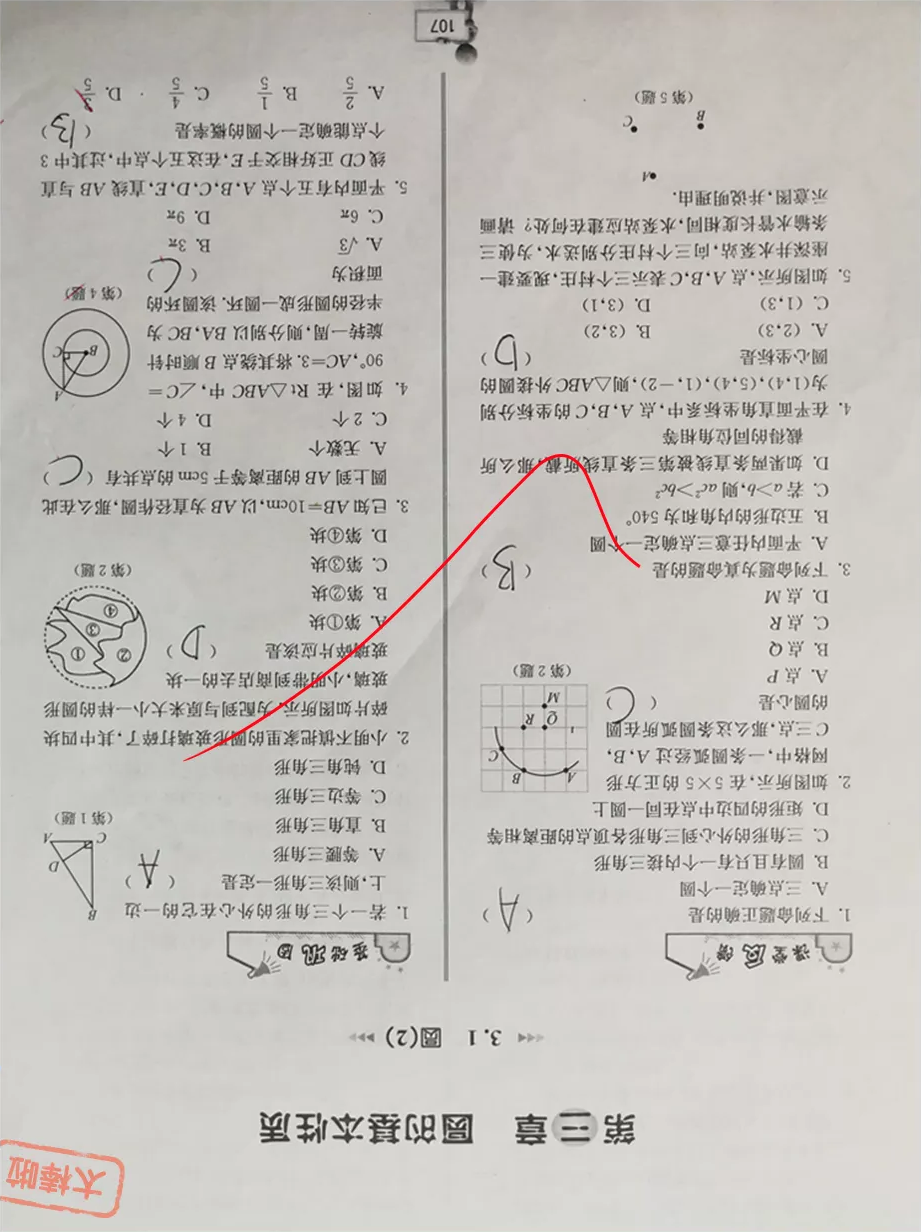 第三章 圆的基本性质
3.1 圆(2)
课堂反馈
1. 下列命题正确的是 ( A )
A. 三点确定一个圆
B. 圆有且只有一个内接三角形
C. 三角形的外心到三角形各顶点的距离相等
D. 矩形的四边中点在同一圆上
2. 如图所示,在 5×5 的正方形
网格中,一条圆弧经过 A,B,
C 三点,那么这条圆弧所在圆
的圆心是 ( C )
A. 点 P
B. 点 Q
C. 点 R
D. 点 M
A
B
C
Q
R
M
(第 2 题)
3. 下列命题为真命题的是 ( B )
A. 平面内任意三点确定一个圆
B. 五边形的内角和为 540°
C. 若 a>b,则 ac²>bc²
D. 如果两条直线被第三条直线所截,那么所
截得的同位角相等
4. 在平面直角坐标系中,点 A,B,C 的坐标分别
为(1,4),(5,4),(1,-2),则△ABC 外接圆的
圆心坐标是 ( D )
A. (2,3) B. (3,2)
C. (1,3) D. (3,1)
5. 如图所示,点 A,B,C 表示三个村庄,现要建一
座深井水泵站,向三个村庄分别送水,为使三
条输水管长度相同,水泵站应建在何处? 请画
示意图,并说明理由.
A
B
C
(第 5 题)
基础巩固
1. 若一个三角形的外心在它的一边
上,则该三角形一定是 ( A )
A. 等腰三角形
B. 直角三角形
C. 等边三角形
D. 钝角三角形
B
D
C
A
(第 1 题)
2. 小明不慎把家里的圆形玻璃打碎了,其中四块
碎片如图所示,为配到与原来大小一样的圆形
玻璃,小明带到商店去的一块
玻璃碎片应该是 ( D )
A. 第①块
B. 第②块
C. 第③块
D. 第④块
②
①
③
④
(第 2 题)
3. 已知 AB=10cm,以 AB 为直径作圆,那么在此
圆上到 AB 的距离等于 5cm 的点共有 ( C )
A. 无数个 B. 1 个
C. 2 个 D. 4 个
4. 如图,在 Rt△ABC 中,∠C=
90°,AC=3. 将其绕点 B 顺时针
旋转一周,则分别以 BA,BC 为
半径的圆形成一圆环. 该圆环的
面积为 ( C )
A. √3 B. 3π
C. 6π D. 9π
A
B
C
(第 4 题)
5. 平面内有五个点 A,B,C,D,E,直线 AB 与直
线 CD 正好相交于 E,在这五个点中,过其中 3
个点能确定一个圆的概率是 ( B )
A. 2/5 B. 1/5 C. 4/5 D. 3/5
107
太棒啦